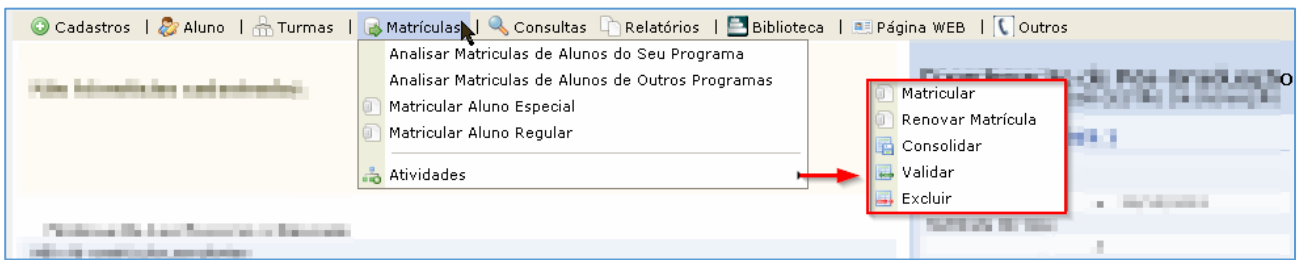 Cadastros | Aluno | Turmas | Matrículas | Consultas Relatórios | Biblioteca | Página WEB | Outros
Analisar Matriculas de Alunos do Seu Programa
Analisar Matriculas de Alunos de Outros Programas
Matricular Aluno Especial
Matricular Aluno Regular
Atividades
Matricular
Renovar Matrícula
Consolidar
Validar
Excluir